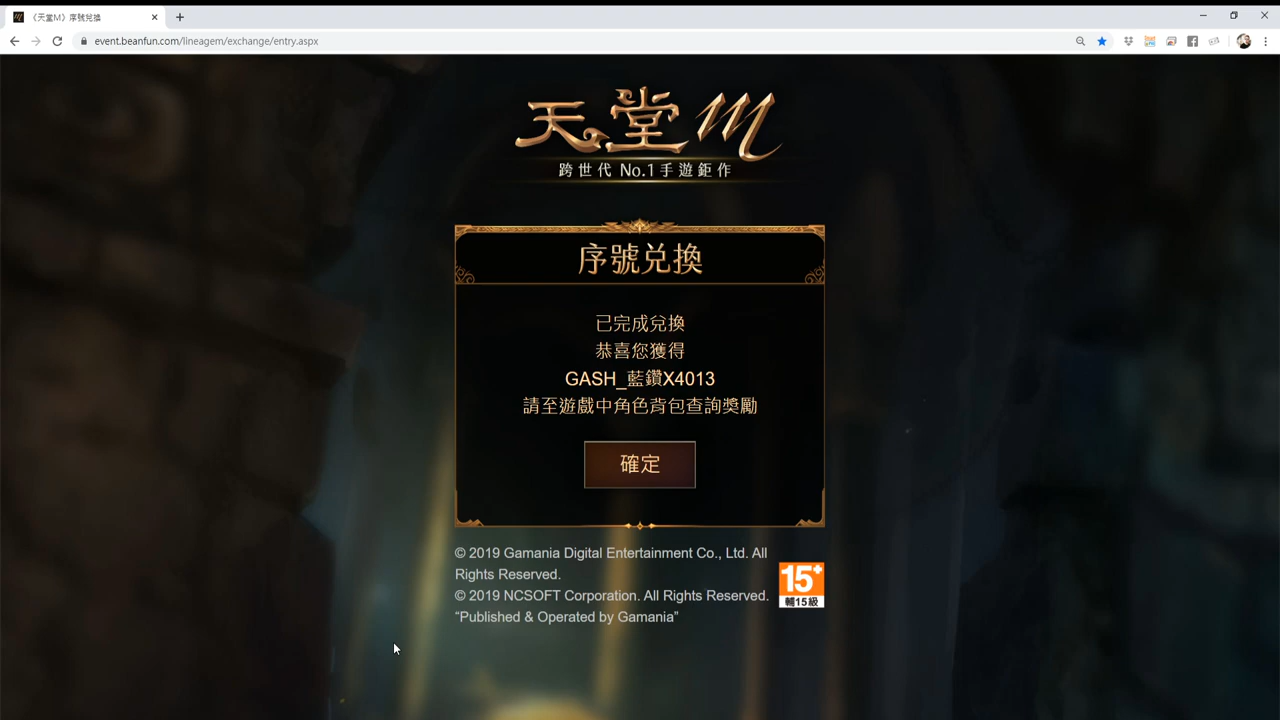 《天堂M》序號兌換
event.beanfun.com/lineagem/exchange/entry.aspx
天堂M
跨世代 No.1手遊鉅作
序號兌換
已完成兌換
恭喜您獲得
GASH_藍鑽X4013
請至遊戲中角色背包查詢獎勵
確定
© 2019 Gamania Digital Entertainment Co., Ltd. All
Rights Reserved.
© 2019 NCSOFT Corporation. All Rights Reserved.
“Published & Operated by Gamania”
15+
輔15級